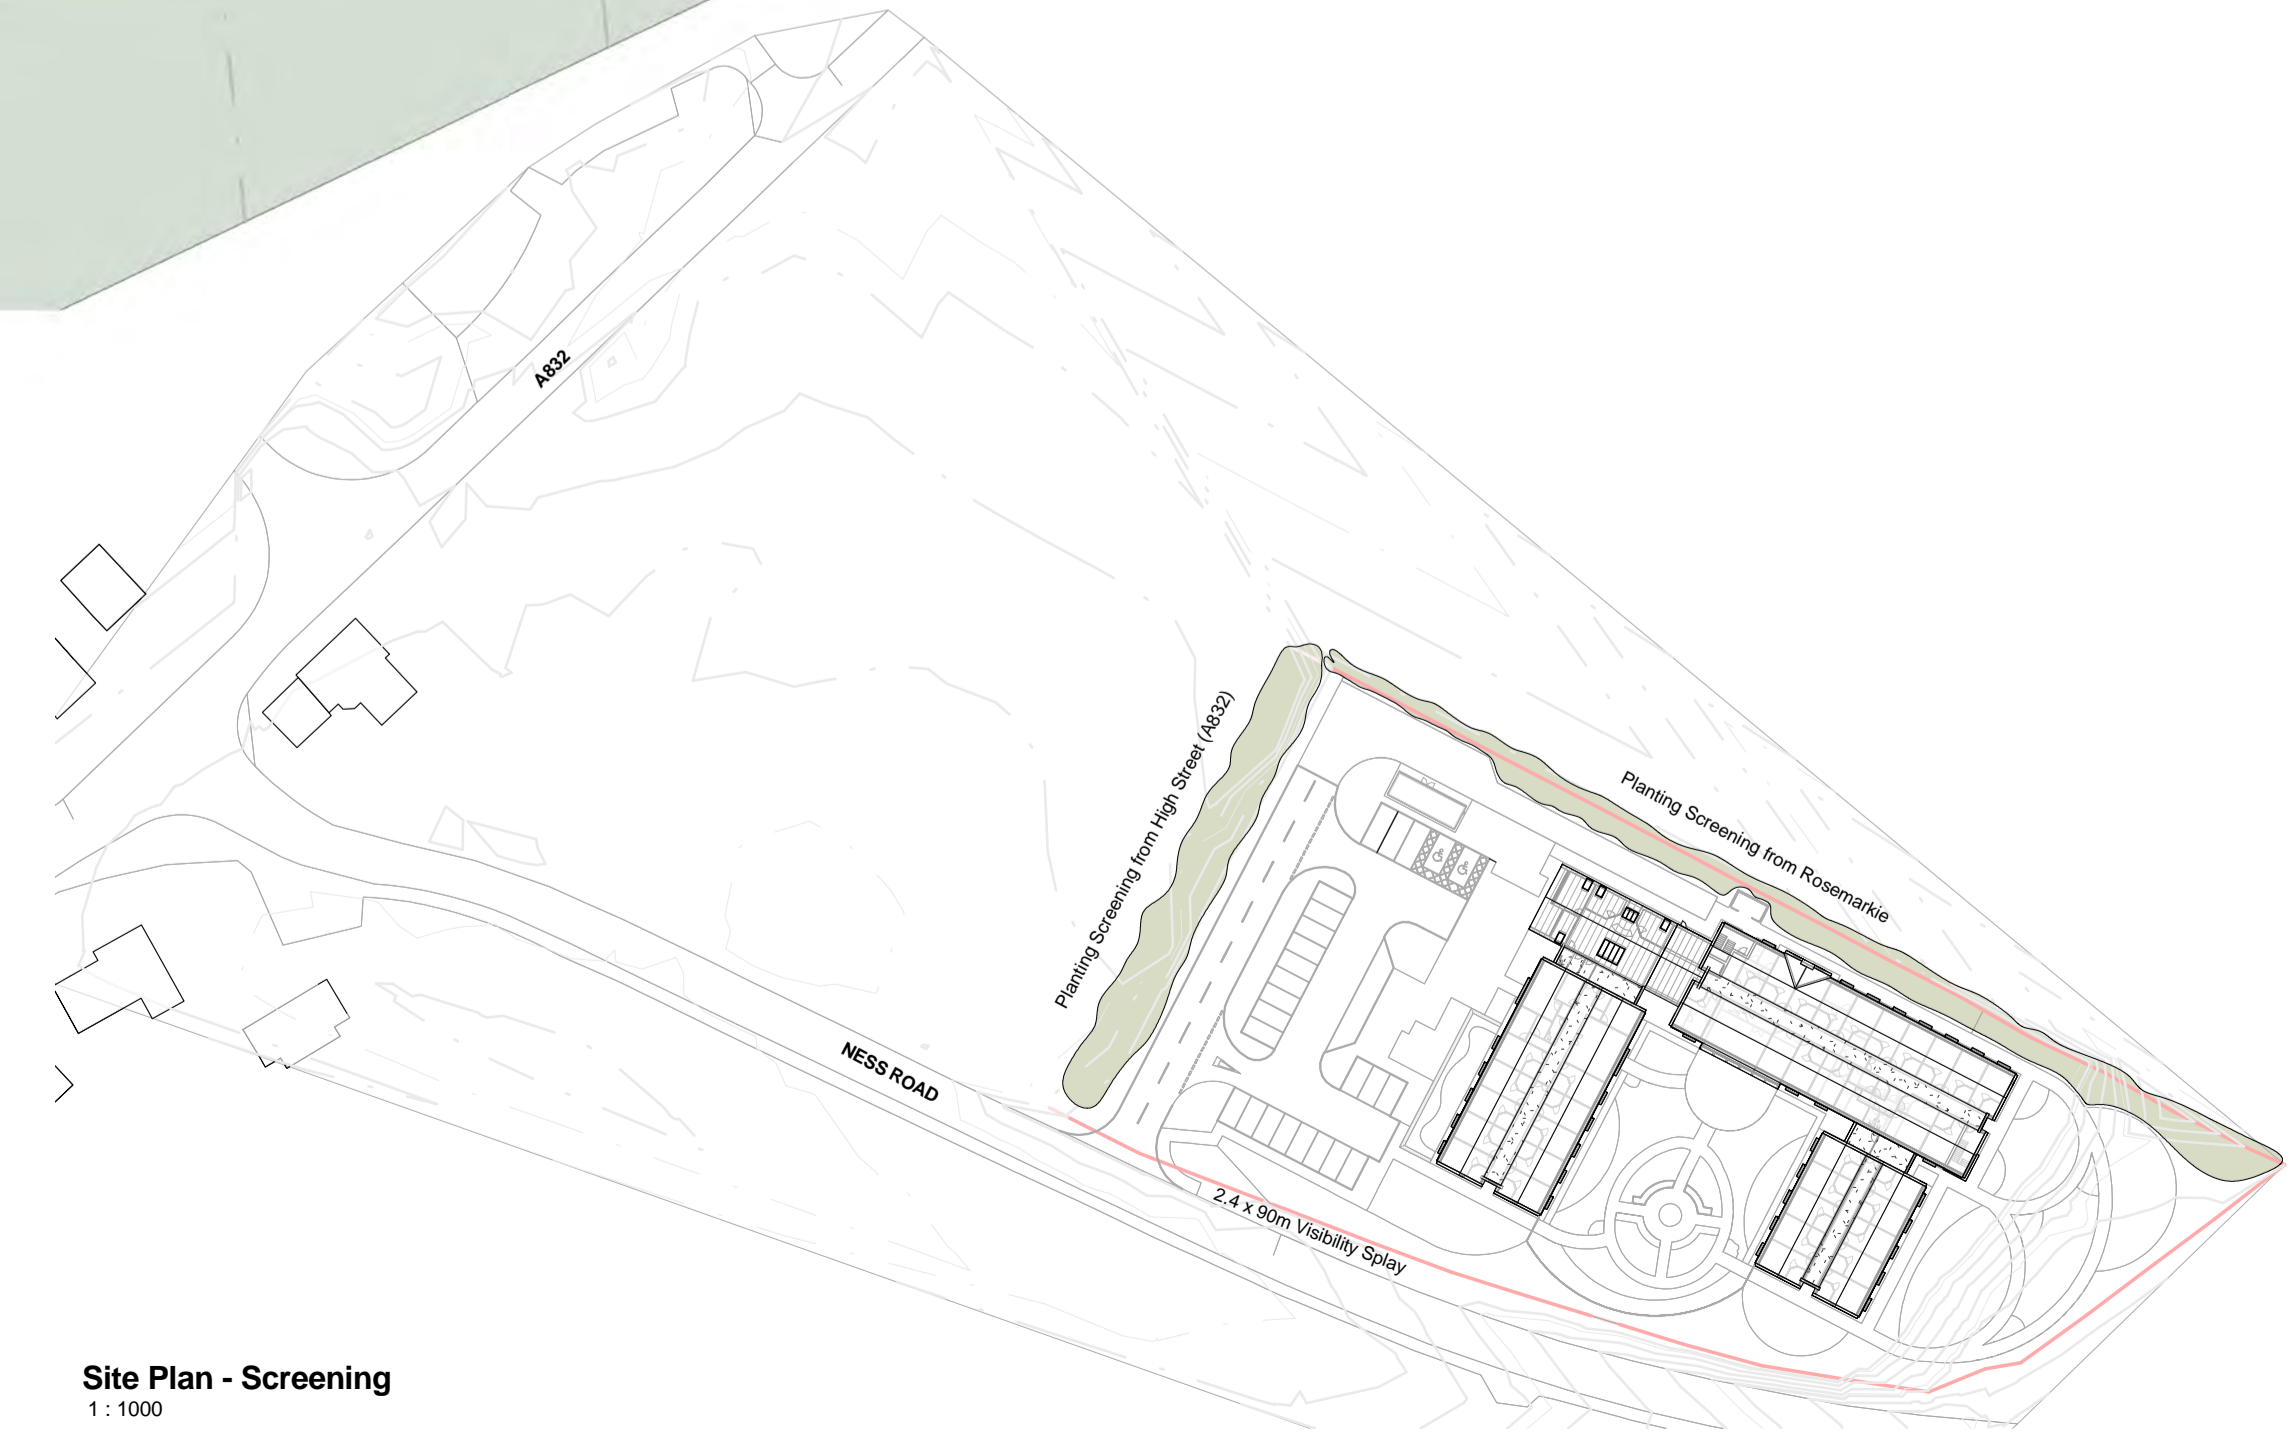 A832
Planting Screening from High Street (A832)
Planting Screening from Rosemarkie
NESS ROAD
2.4 x 90m Visibility Splay
Site Plan - Screening
1 : 1000